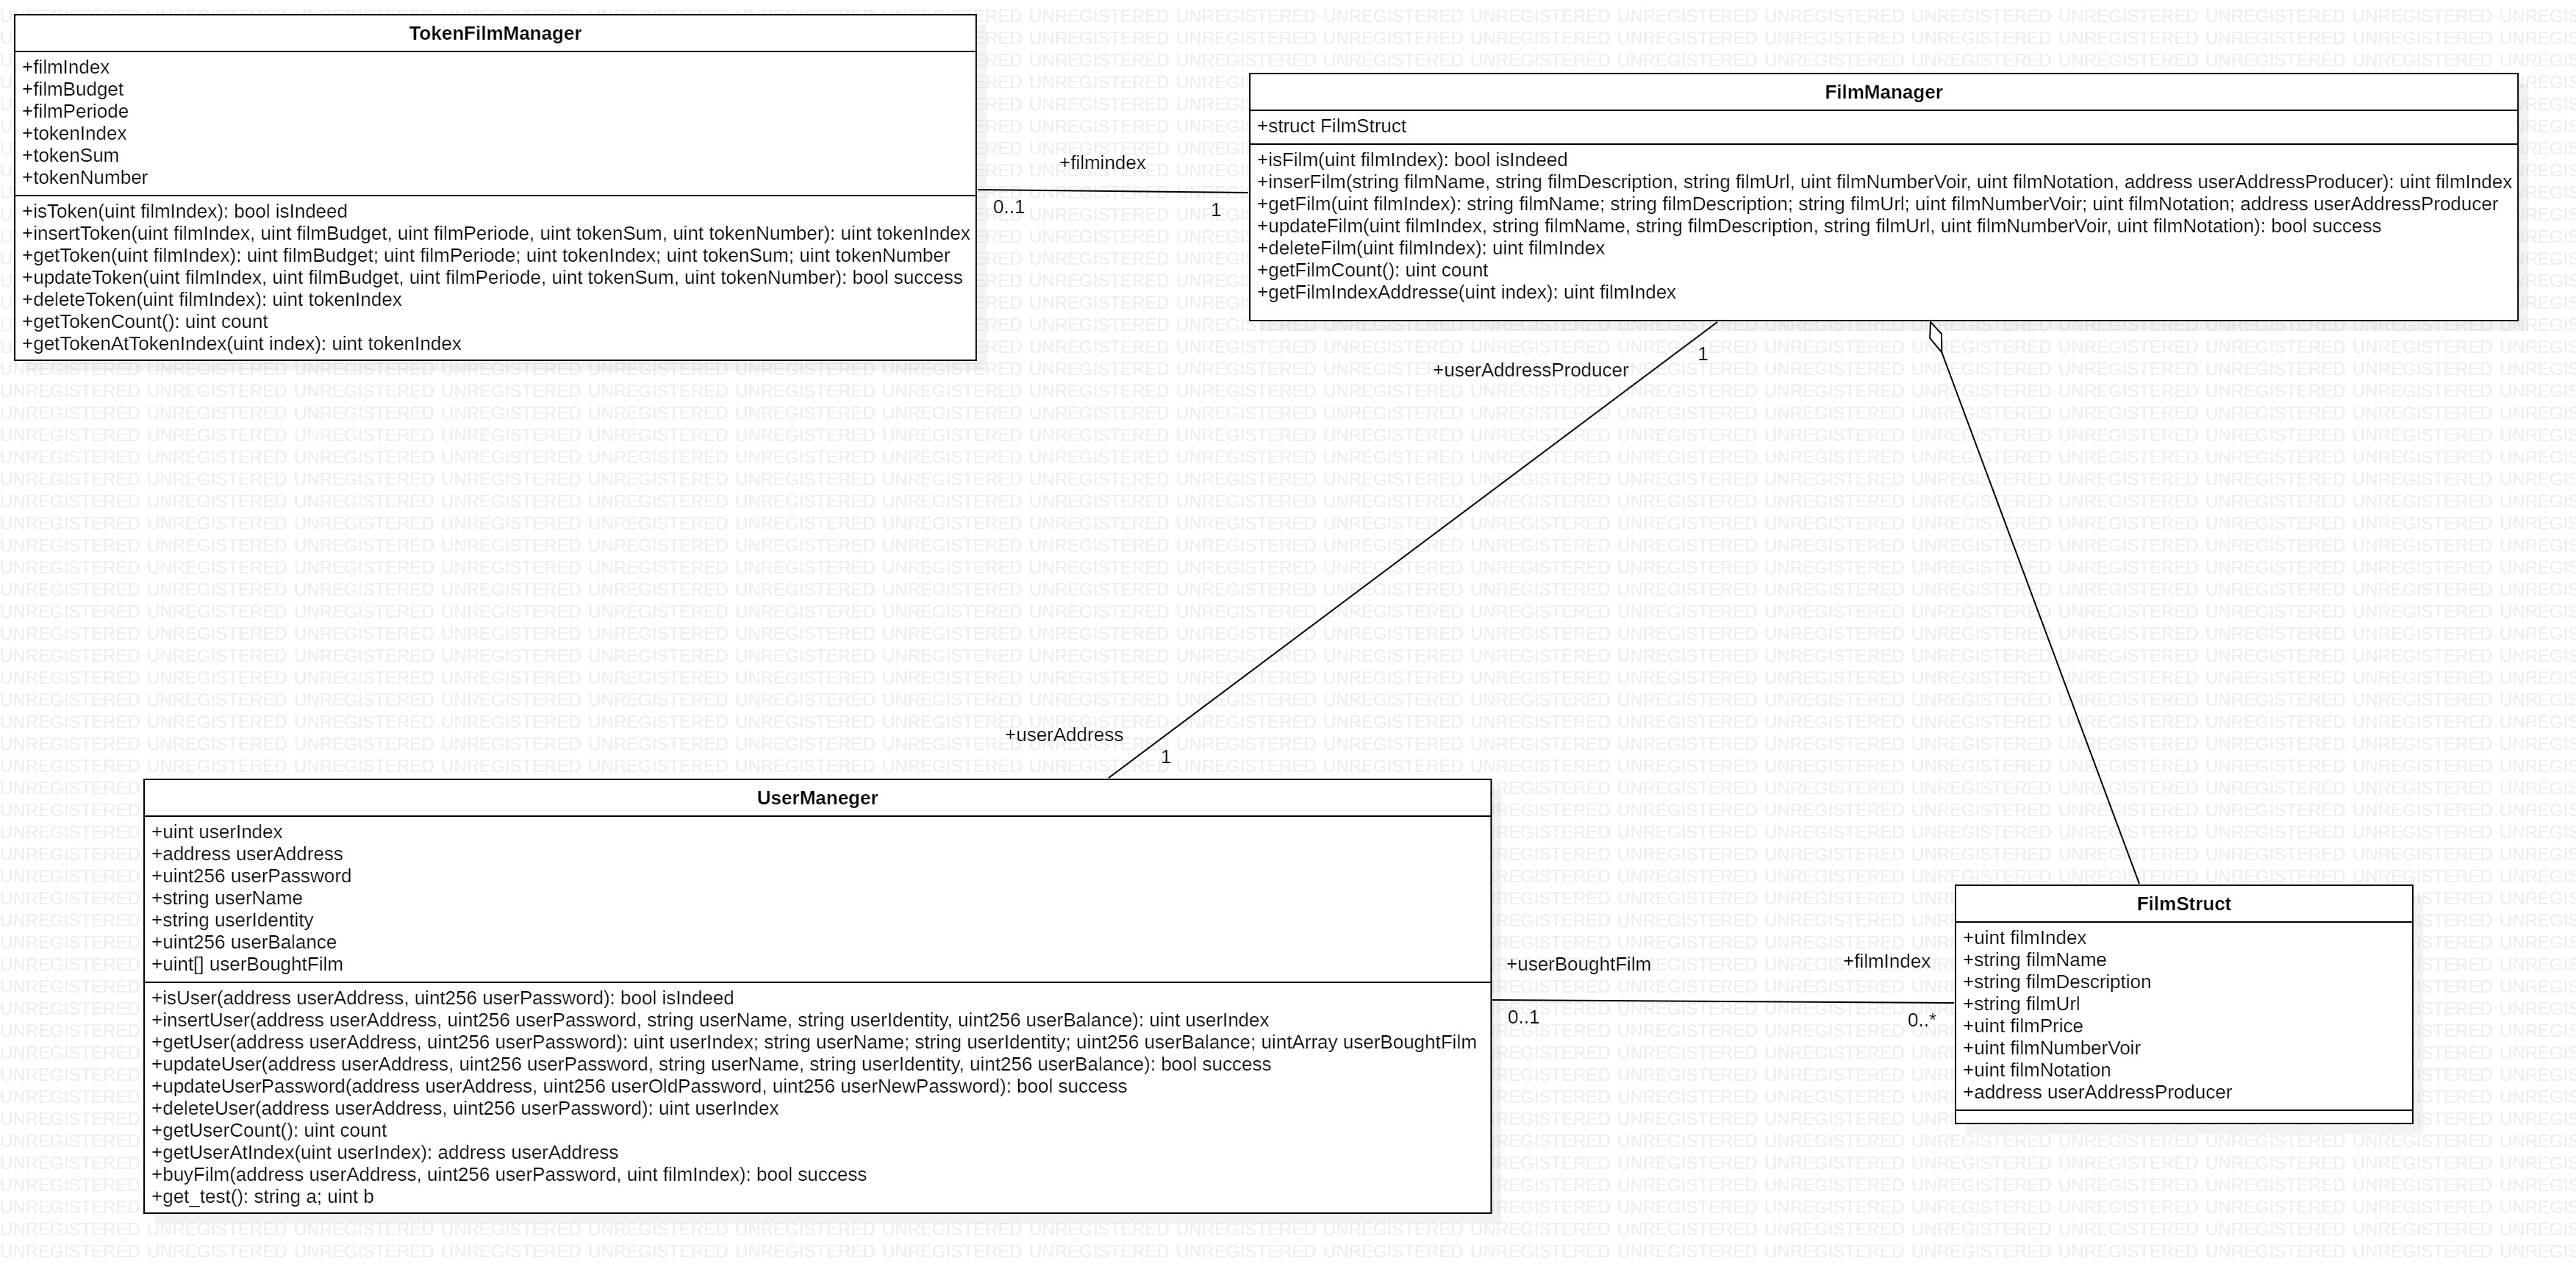 TokenFilmManager
+filmIndex
+filmBudget
+filmPeriode
+tokenIndex
+tokenSum
+tokenNumber
+isToken(uint filmIndex): bool isIndeed
+insertToken(uint filmIndex, uint filmBudget, uint filmPeriode, uint tokenSum, uint tokenNumber): uint tokenIndex
+getToken(uint filmIndex): uint filmBudget; uint filmPeriode; uint tokenIndex; uint tokenSum; uint tokenNumber
+updateToken(uint filmIndex, uint filmBudget, uint filmPeriode, uint tokenSum, uint tokenNumber): bool success
+deleteToken(uint filmIndex): uint tokenIndex
+getTokenCount(): uint count
+getTokenAtTokenIndex(uint index): uint tokenIndex
+filmindex
0..1
1
FilmManager
+struct FilmStruct
+isFilm(uint filmIndex): bool isIndeed
+inserFilm(string filmName, string filmDescription, string filmUrl, uint filmNumberVoir, uint filmNotation, address userAddressProducer): uint filmIndex
+getFilm(uint filmIndex): string filmName; string filmDescription; string filmUrl; uint filmNumberVoir; uint filmNotation; address userAddressProducer
+updateFilm(uint filmIndex, string filmName, string filmDescription, string filmUrl, uint filmNumberVoir, uint filmNotation): bool success
+deleteFilm(uint filmIndex): uint filmIndex
+getFilmCount(): uint count
+getFilmIndexAddresse(uint index): uint filmIndex
1
+userAddressProducer
+userAddress
1
UserManeger
+uint userIndex
+address userAddress
+uint256 userPassword
+string userName
+string userIdentity
+uint256 userBalance
+uint[] userBoughtFilm
+isUser(address userAddress, uint256 userPassword): bool isIndeed
+insertUser(address userAddress, uint256 userPassword, string userName, string userIdentity, uint256 userBalance): uint userIndex
+getUser(address userAddress, uint256 userPassword): uint userIndex; string userName; string userIdentity; uint256 userBalance; uintArray userBoughtFilm
+updateUser(address userAddress, uint256 userPassword, string userName, string userIdentity, uint256 userBalance): bool success
+updateUserPassword(address userAddress, uint256 userOldPassword, uint256 userNewPassword): bool success
+deleteUser(address userAddress, uint256 userPassword): uint userIndex
+getUserCount(): uint count
+getUserAtIndex(uint userIndex): address userAddress
+buyFilm(address userAddress, uint256 userPassword, uint filmIndex): bool success
+get_test(): string a; uint b
+userBoughtFilm
+filmIndex
0..1
0..*
FilmStruct
+uint filmIndex
+string filmName
+string filmDescription
+string filmUrl
+uint filmPrice
+uint filmNumberVoir
+uint filmNotation
+address userAddressProducer
UNREGISTERED